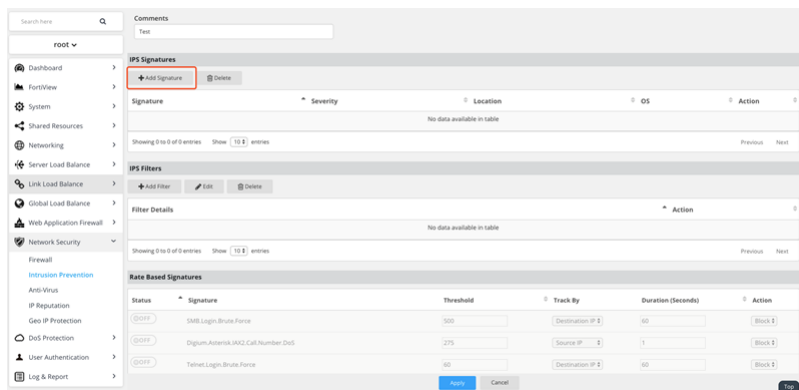 Search here
root
Dashboard
FortiView
System
Shared Resources
Networking
Server Load Balance
Link Load Balance
Global Load Balance
Web Application Firewall
Network Security
Firewall
Intrusion Prevention
Anti-Virus
IP Reputation
Geo IP Protection
DoS Protection
User Authentication
Log & Report
Comments
Test
IPS Signatures
Add Signature Delete
Signature Severity Location OS Action
No data available in table
Showing 0 to 0 of 0 entries Show 10 entries Previous Next
IPS Filters
Add Filter Edit Delete
Filter Details Action
No data available in table
Showing 0 to 0 of 0 entries Show 10 entries Previous Next
Rate Based Signatures
Status Signature Threshold Track By Duration (Seconds) Action
OFF SMB.Login.Brute.Force 500 Destination IP 60 Block
OFF Digium.Asterisk.IAX2.Call.Number.DoS 275 Source IP 1 Block
OFF Telnet.Login.Brute.Force 60 Destination IP 60 Block
Apply Cancel
Top